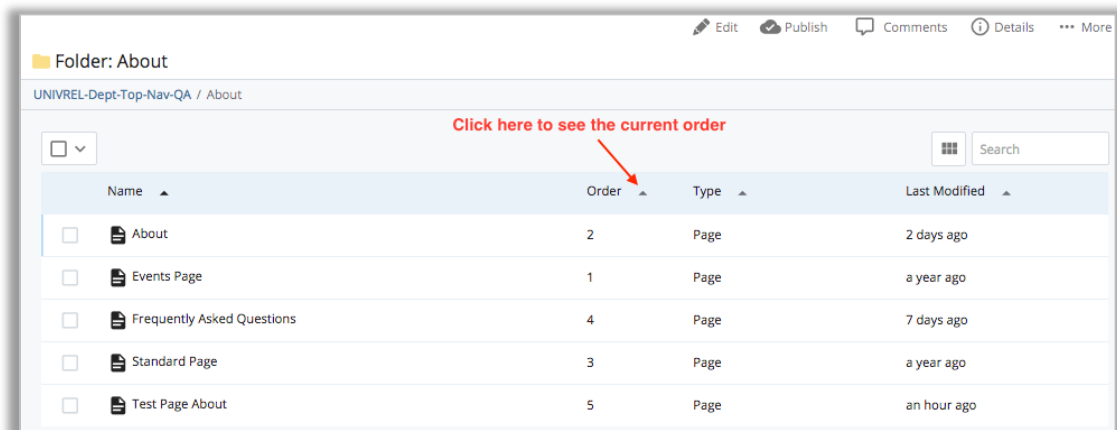 Edit Publish Comments Details More
Folder: About
UNIVREL-Dept-Top-Nav-QA / About
Click here to see the current order
Search
Name Order Type Last Modified
About 2 Page 2 days ago
Events Page 1 Page a year ago
Frequently Asked Questions 4 Page 7 days ago
Standard Page 3 Page a year ago
Test Page About 5 Page an hour ago